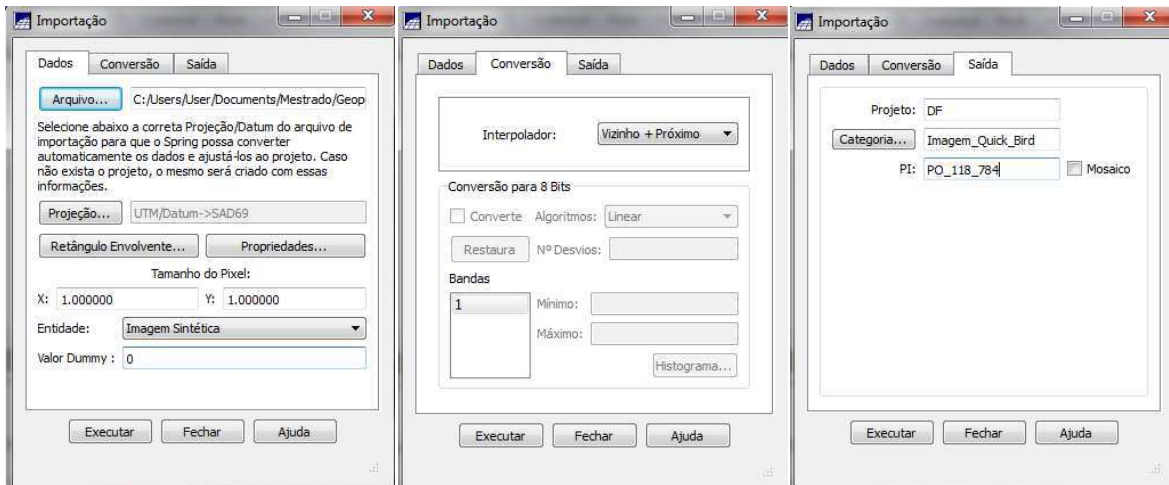 Importação
Dados Conversão Saída
Arquivo... C:/Users/User/Documents/Mestrado/Geop
Selecione abaixo a correta Projeção/Datum do arquivo de
importação para que o Spring possa converter
automaticamente os dados e ajustá-los ao projeto. Caso
não exista o projeto, o mesmo será criado com essas
informações.
Projeção... UTM/Datum->SAD69
Retângulo Envolvente... Propriedades...
Tamanho do Pixel:
X: 1.000000 Y: 1.000000
Entidade: Imagem Sintética
Valor Dummy : 0
Executar Fechar Ajuda
Importação
Dados Conversão Saída
Interpolador: Vizinho + Próximo
Conversão para 8 Bits
Converte Algoritmos: Linear
Restaura Nº Desvios:
Bandas
1 Mínimo:
Máximo:
Histograma...
Executar Fechar Ajuda
Importação
Dados Conversão Saída
Projeto: DF
Categoria... Imagem_Quick_Bird
PI: PO_118_784 Mosaico
Executar Fechar Ajuda